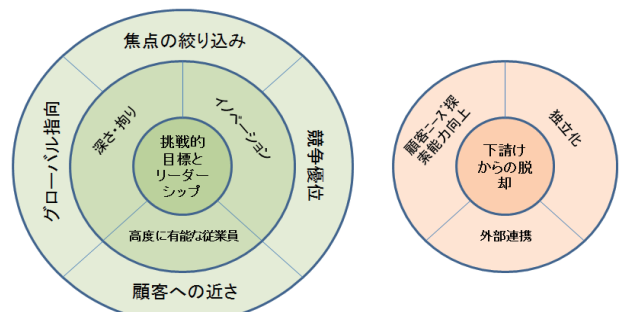 焦点の絞り込み
グローバル指向
競争優位
顧客への近さ
深さ・拘り
イノベーション
高度に有能な従業員
挑戦的
目標と
リーダー
シップ
顧客ニーズ探
索能力向上
独立化
外部連携
下請け
からの脱
却